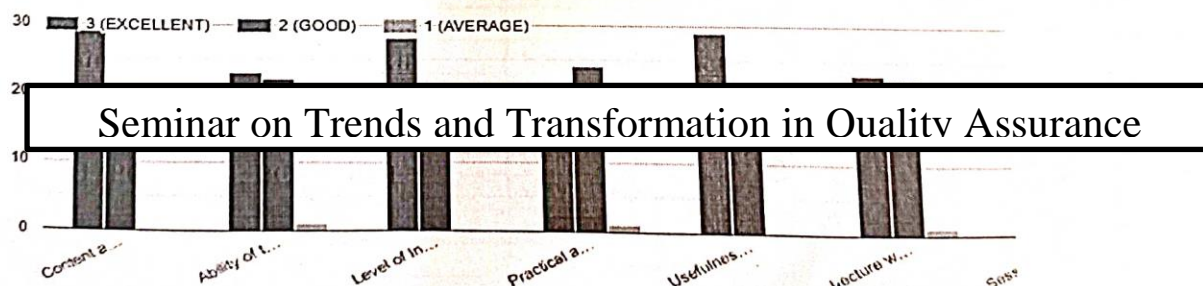 30
3 (EXCELLENT) 2 (GOOD) 1 (AVERAGE)
20
Seminar on Trends and Transformation in Quality Assurance
10
0
Content a...
Ability of t...
Level of In...
Practical a...
Usefulnes...
Lecture w...
Sess